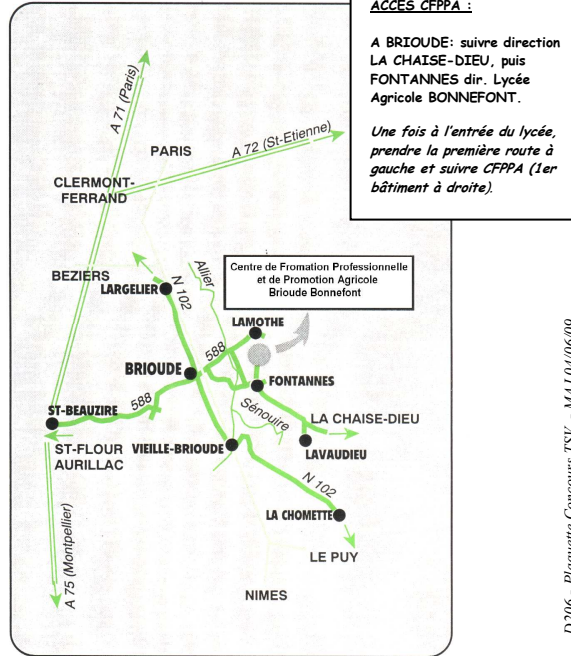 ACCES CFPPA :
A BRIOUDE: suivre direction
LA CHAISE-DIEU, puis
FONTANNES dir. Lycée
Agricole BONNEFONT.
Une fois à l'entrée du lycée,
prendre la première route à
gauche et suivre CFPPA (1er
bâtiment à droite).
A 71 (Paris)
PARIS
A 72 (St-Etienne)
CLERMONT-
FERRAND
BEZIERS
LARGELIER
N 102
Allier
Centre de Fromation Professionnelle
et de Promotion Agricole
Brioude Bonnefont
LAMOTHE
588
BRIOUDE
FONTANNES
588
ST-BEAUZIRE
Sénouire
LA CHAISE-DIEU
ST-FLOUR
AURILLAC
VIEILLE-BRIOUDE
LAVAUDIEU
N 102
LA CHOMETTE
A 75 (Montpellier)
LE PUY
NIMES
D206 - Plaquette Concours TSV - MAJ 04/06/09